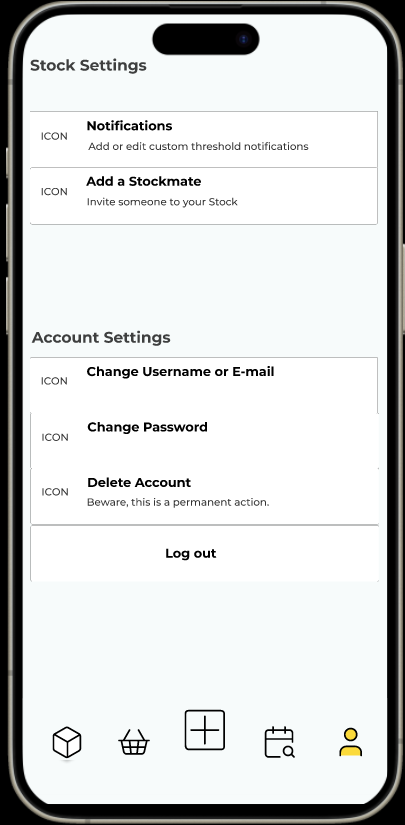 Stock Settings
ICON
Notifications
Add or edit custom threshold notifications
ICON
Add a Stockmate
Invite someone to your Stock
Account Settings
ICON
Change Username or E-mail
ICON
Change Password
ICON
Delete Account
Beware, this is a permanent action.
Log out